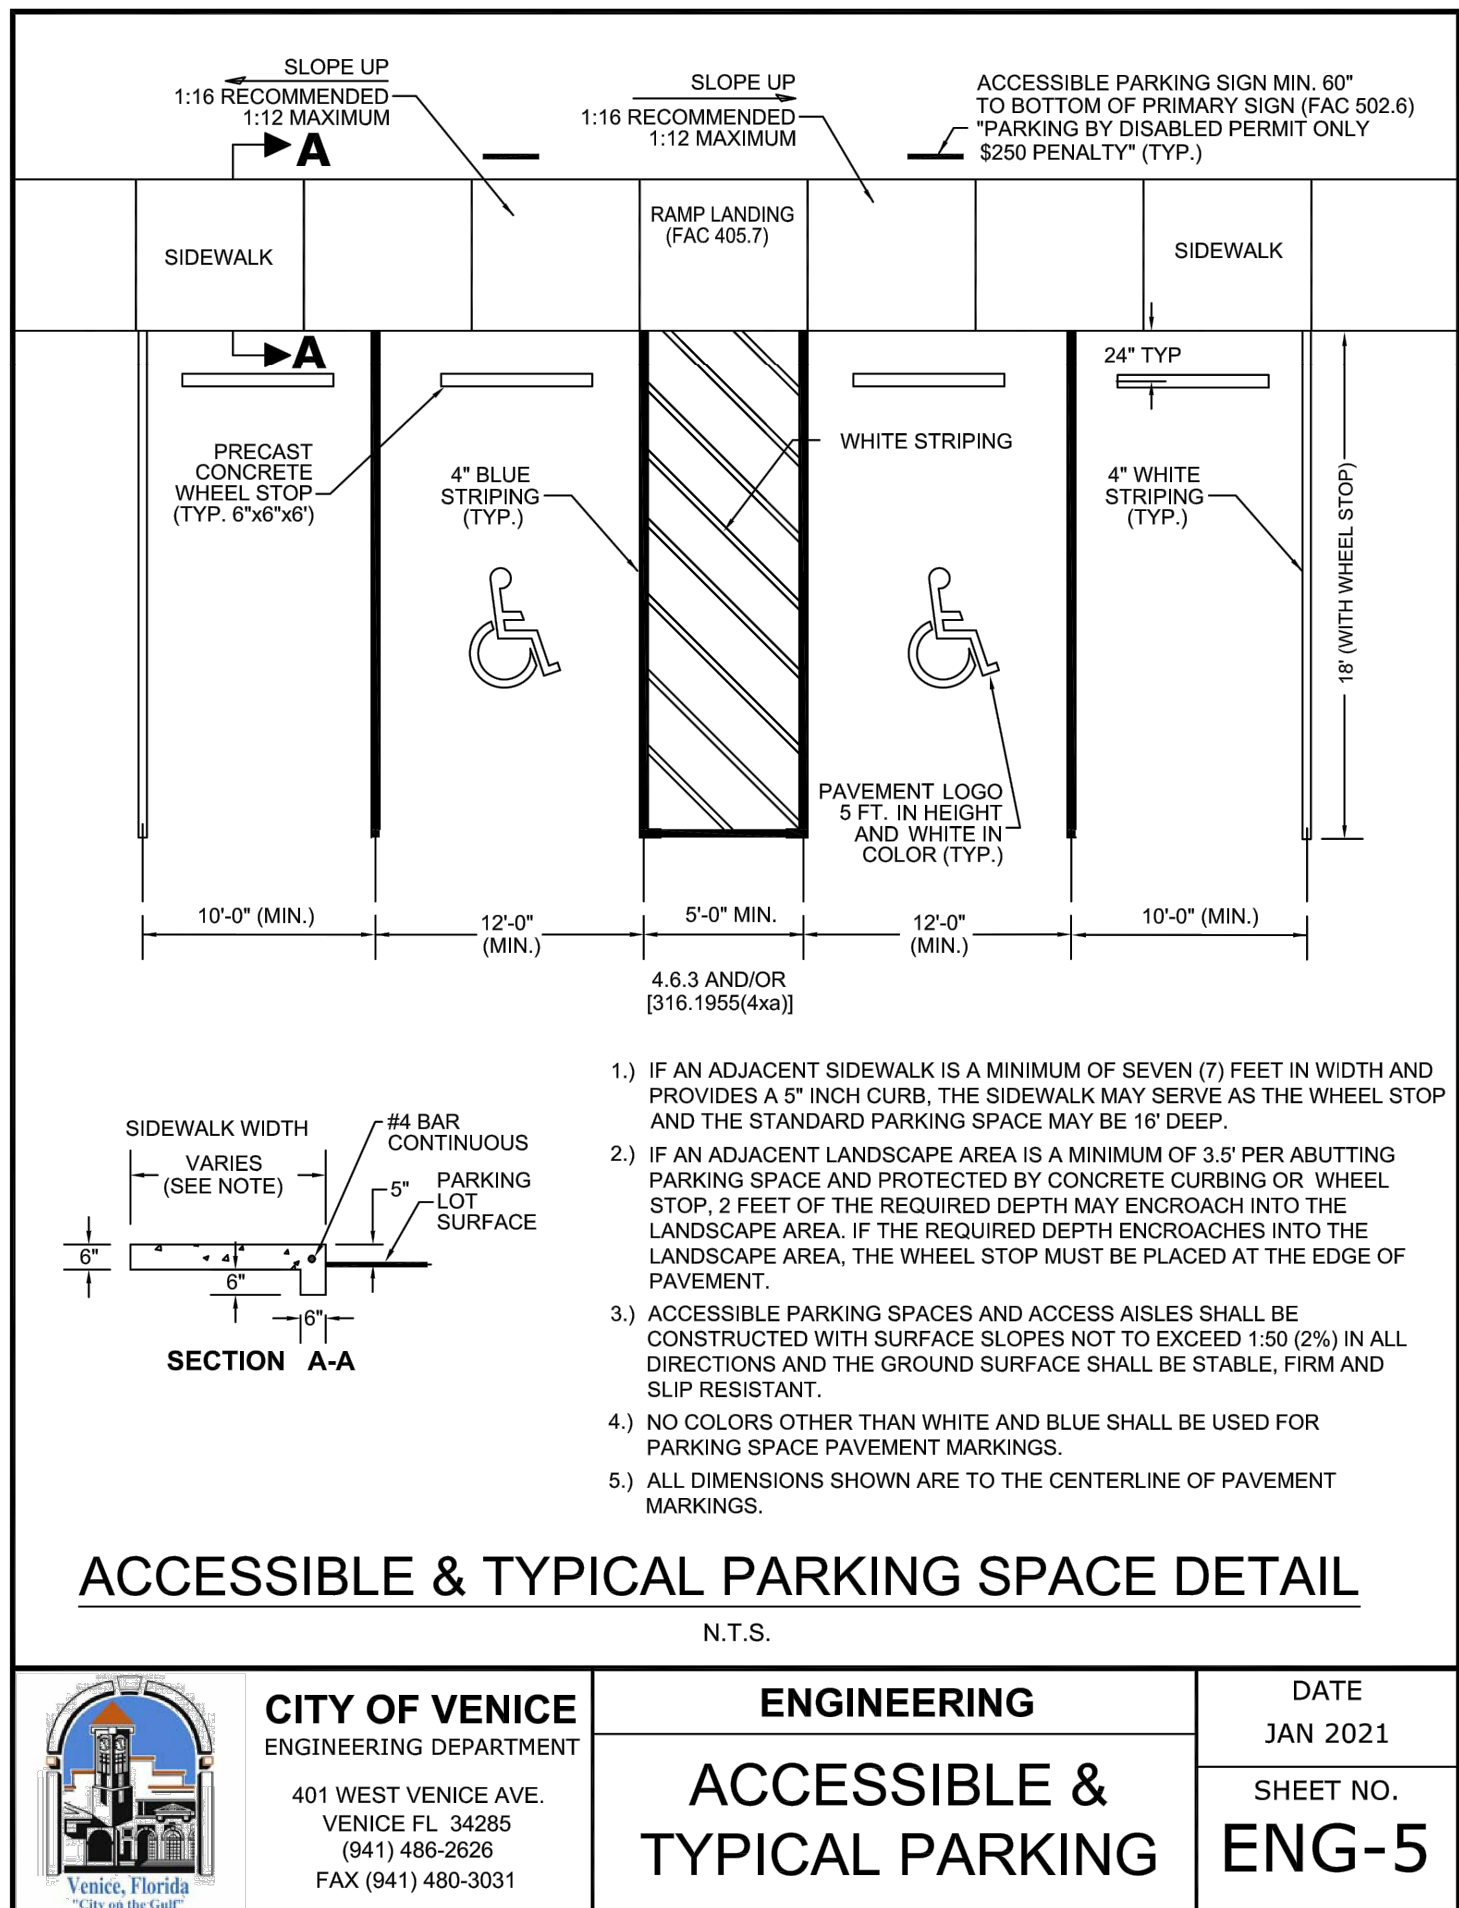 SLOPE UP
1:16 RECOMMENDED
1:12 MAXIMUM
A
SLOPE UP
1:16 RECOMMENDED
1:12 MAXIMUM
ACCESSIBLE PARKING SIGN MIN. 60"
TO BOTTOM OF PRIMARY SIGN (FAC 502.6)
"PARKING BY DISABLED PERMIT ONLY
$250 PENALTY" (TYP.)
SIDEWALK
RAMP LANDING
(FAC 405.7)
SIDEWALK
A
24" TYP
PRECAST
CONCRETE
WHEEL STOP
(TYP. 6"x6"x6')
4" BLUE
STRIPING
(TYP.)
WHITE STRIPING
4" WHITE
STRIPING
(TYP.)
18' (WITH WHEEL STOP)
PAVEMENT LOGO
5 FT. IN HEIGHT
AND WHITE IN
COLOR (TYP.)
10'-0" (MIN.)
12'-0"
(MIN.)
5'-0" MIN.
12'-0"
(MIN.)
10'-0" (MIN.)
4.6.3 AND/OR
[316.1955(4xa)]
SIDEWALK WIDTH
VARIES
(SEE NOTE)
#4 BAR
CONTINUOUS
5"
PARKING
LOT
SURFACE
6"
6"
6"
SECTION A-A
1.) IF AN ADJACENT SIDEWALK IS A MINIMUM OF SEVEN (7) FEET IN WIDTH AND
PROVIDES A 5" INCH CURB, THE SIDEWALK MAY SERVE AS THE WHEEL STOP
AND THE STANDARD PARKING SPACE MAY BE 16' DEEP.
2.) IF AN ADJACENT LANDSCAPE AREA IS A MINIMUM OF 3.5' PER ABUTTING
PARKING SPACE AND PROTECTED BY CONCRETE CURBING OR WHEEL
STOP, 2 FEET OF THE REQUIRED DEPTH MAY ENCROACH INTO THE
LANDSCAPE AREA. IF THE REQUIRED DEPTH ENCROACHES INTO THE
LANDSCAPE AREA, THE WHEEL STOP MUST BE PLACED AT THE EDGE OF
PAVEMENT.
3.) ACCESSIBLE PARKING SPACES AND ACCESS AISLES SHALL BE
CONSTRUCTED WITH SURFACE SLOPES NOT TO EXCEED 1:50 (2%) IN ALL
DIRECTIONS AND THE GROUND SURFACE SHALL BE STABLE, FIRM AND
SLIP RESISTANT.
4.) NO COLORS OTHER THAN WHITE AND BLUE SHALL BE USED FOR
PARKING SPACE PAVEMENT MARKINGS.
5.) ALL DIMENSIONS SHOWN ARE TO THE CENTERLINE OF PAVEMENT
MARKINGS.
ACCESSIBLE & TYPICAL PARKING SPACE DETAIL
N.T.S.
Venice, Florida
"City on the Gulf"
CITY OF VENICE
ENGINEERING DEPARTMENT
401 WEST VENICE AVE.
VENICE FL 34285
(941) 486-2626
FAX (941) 480-3031
ENGINEERING
ACCESSIBLE &
TYPICAL PARKING
DATE
JAN 2021
SHEET NO.
ENG-5